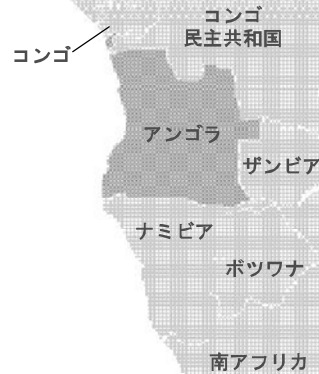 コンゴ
民主共和国
コンゴ
アンゴラ
ザンビア
ナミビア
ボツワナ
南アフリカ